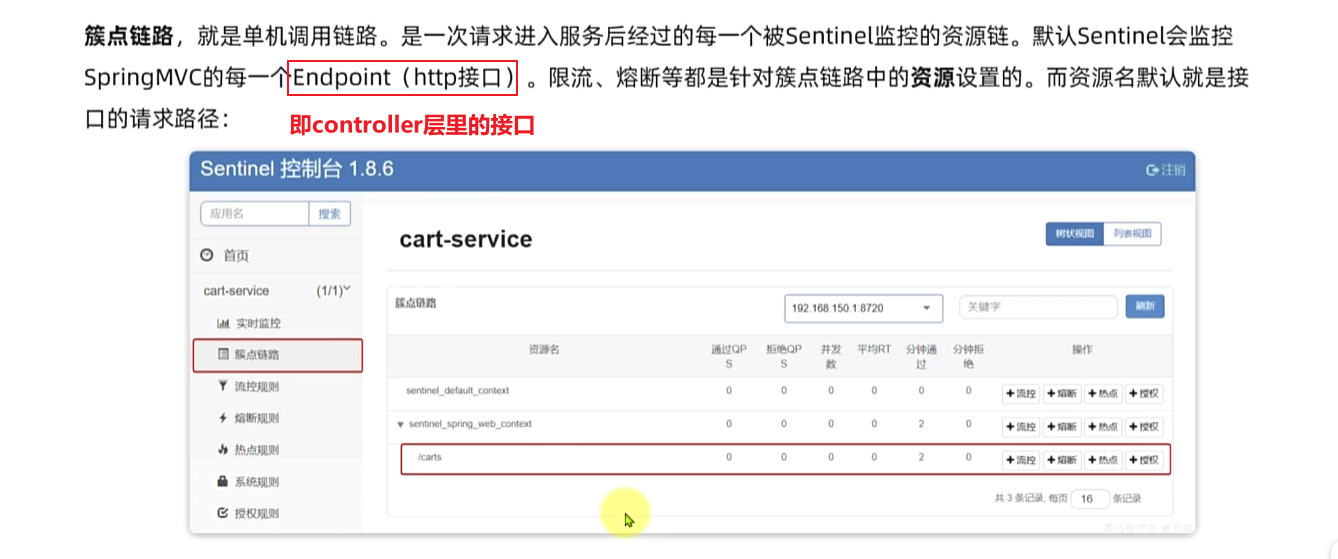 簇点链路，就是单机调用链路。是一次请求进入服务后经过的每一个被Sentinel监控的资源链。默认Sentinel会监控
SpringMVC的每一个Endpoint（http接口）。限流、熔断等都是针对簇点链路中的资源设置的。而资源名默认就是接
口的请求路径：
即controller层里的接口
Sentinel 控制台 1.8.6
注销
应用名 搜索
首页
cart-service (1/1)
实时监控
簇点链路
流控规则
熔断规则
热点规则
系统规则
授权规则
cart-service
树状视图 列表视图
簇点链路 192.168.150.1:8720 关键字 刷新
资源名 通过QPS 拒绝QPS 并发数 平均RT 分钟通过 分钟拒绝 操作
sentinel_default_context 0 0 0 0 0 0 +流控 +熔断 +热点 +授权
sentinel_spring_web_context 0 0 0 0 2 0 +流控 +熔断 +热点 +授权
/carts 0 0 0 0 2 0 +流控 +熔断 +热点 +授权
共 3 条记录, 每页 16 条记录